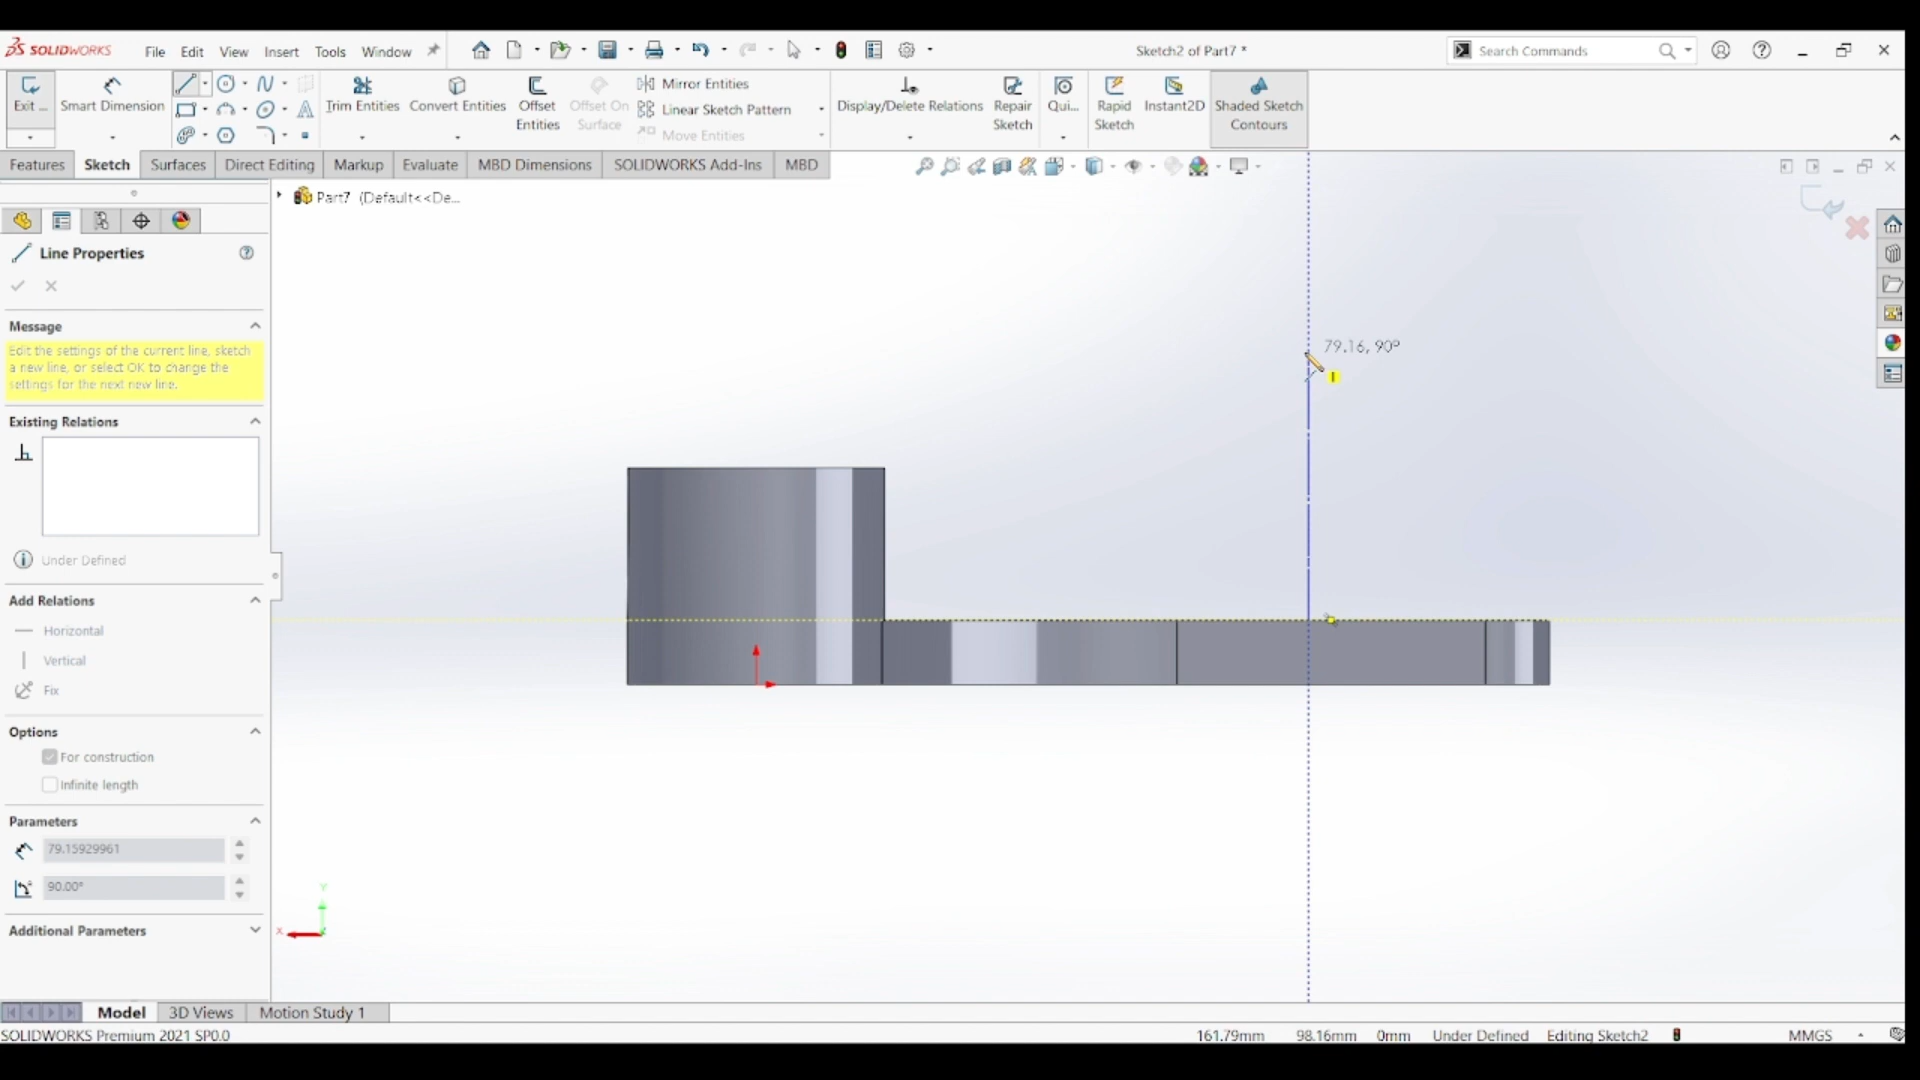 SOLIDWORKS File Edit View Insert Tools Window Sketch2 of Part7 * Search Commands
Exit ... Smart Dimension Trim Entities Convert Entities Offset Entities Offset On Surface Mirror Entities Linear Sketch Pattern Move Entities Display/Delete Relations Repair Sketch Qui... Rapid Sketch Instant2D Shaded Sketch Contours
Features Sketch Surfaces Direct Editing Markup Evaluate MBD Dimensions SOLIDWORKS Add-Ins MBD
Part7 (Default<<De...
Line Properties
Message
Edit the settings of the current line, sketch
a new line, or select OK to change the
settings for the next new line.
79.16, 90°
Existing Relations
Under Defined
Add Relations
Horizontal
Vertical
Fix
Options
For construction
Infinite length
Parameters
79.15929961
90.00°
Y
Additional Parameters
X
Model 3D Views Motion Study 1
SOLIDWORKS Premium 2021 SP0.0 161.79mm 98.16mm 0mm Under Defined Editing Sketch2 MMGS